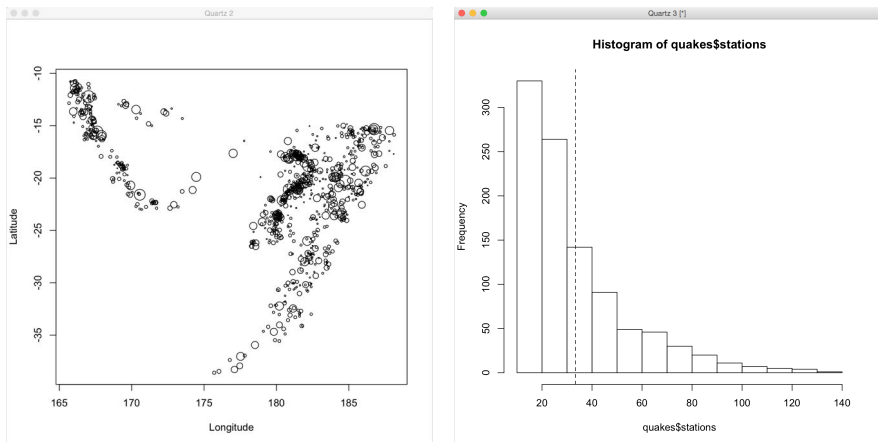 Quartz 2
-10
-15
-20
-25
-30
-35
Latitude
165 170 175 180 185
Longitude
Quartz 3 [*]
Histogram of quakes$stations
300
250
200
150
100
50
0
Frequency
20 40 60 80 100 120 140
quakes$stations